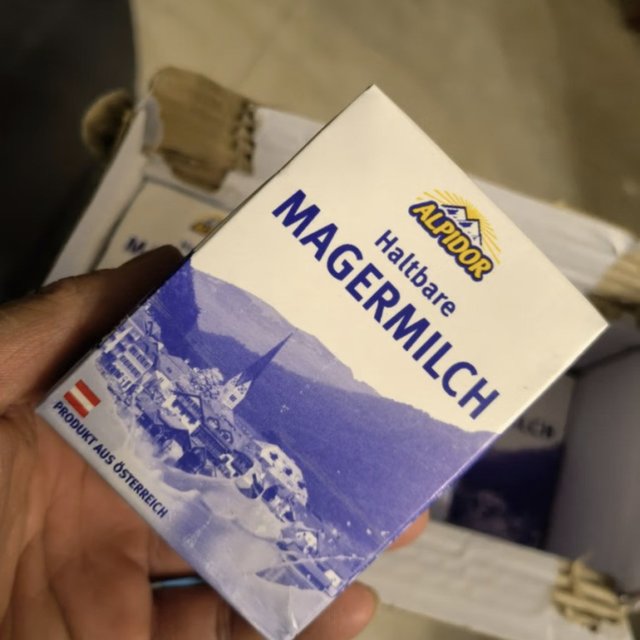 ALPIDOR
Haltbare
MAGERMILCH
PRODUKT AUS ÖSTERREICH